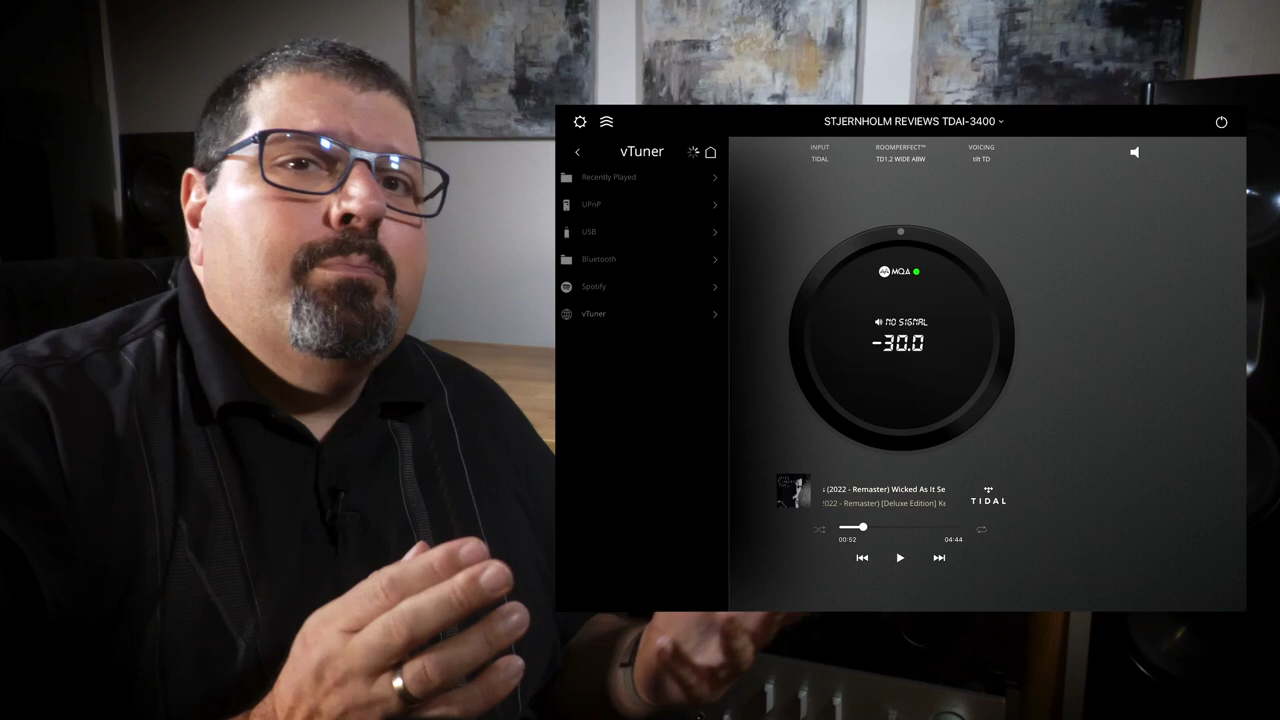 STJERNHOLM REVIEWS TDAI-3400
vTuner
Recently Played
UPnP
USB
Bluetooth
Spotify
vTuner
INPUT
TIDAL
ROOMPERFECT™
TD1.2 WIDE ABW
VOICING
tilt TD
MQA
NO SIGNAL
-30.0
s (2022 - Remaster) Wicked As It Se
2022 - Remaster) [Deluxe Edition] Ke
TIDAL
00:52
04:44